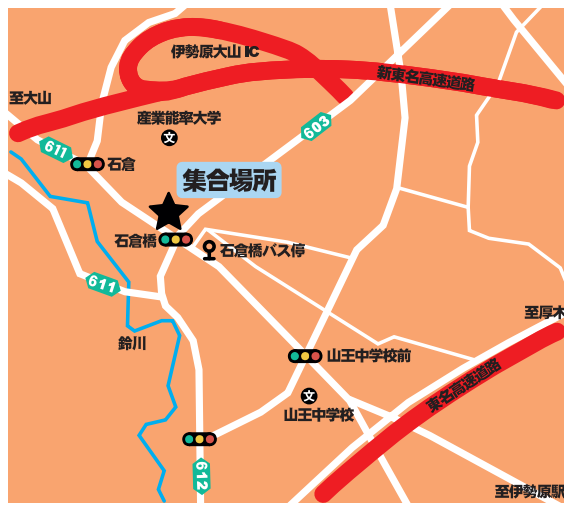 伊勢原大山 IC
新東名高速道路
至大山
産業能率大学
文
603
611
石倉
集合場所
石倉橋
石倉橋バス停
611
至厚木
鈴川
山王中学校前
東名高速道路
文
山王中学校
612
至伊勢原駅